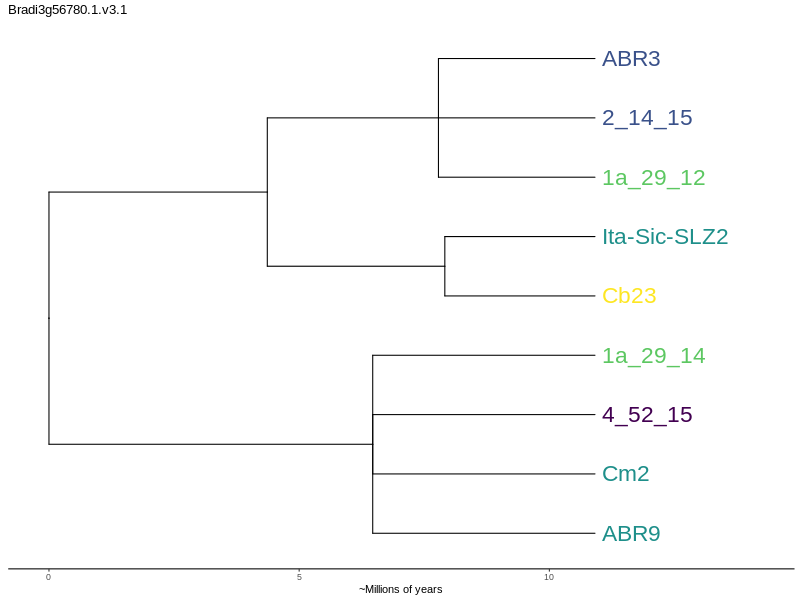 Bradi3g56780.1.v3.1
ABR3
2_14_15
1a_29_12
Ita-Sic-SLZ2
Cb23
1a_29_14
4_52_15
Cm2
ABR9
0 5 10
~Millions of years